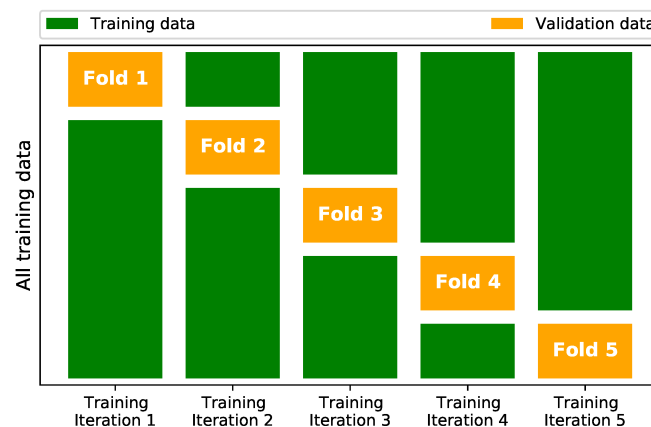 Training data
Validation data
Fold 1
Fold 2
Fold 3
Fold 4
Fold 5
All training data
Training
Iteration 1
Training
Iteration 2
Training
Iteration 3
Training
Iteration 4
Training
Iteration 5